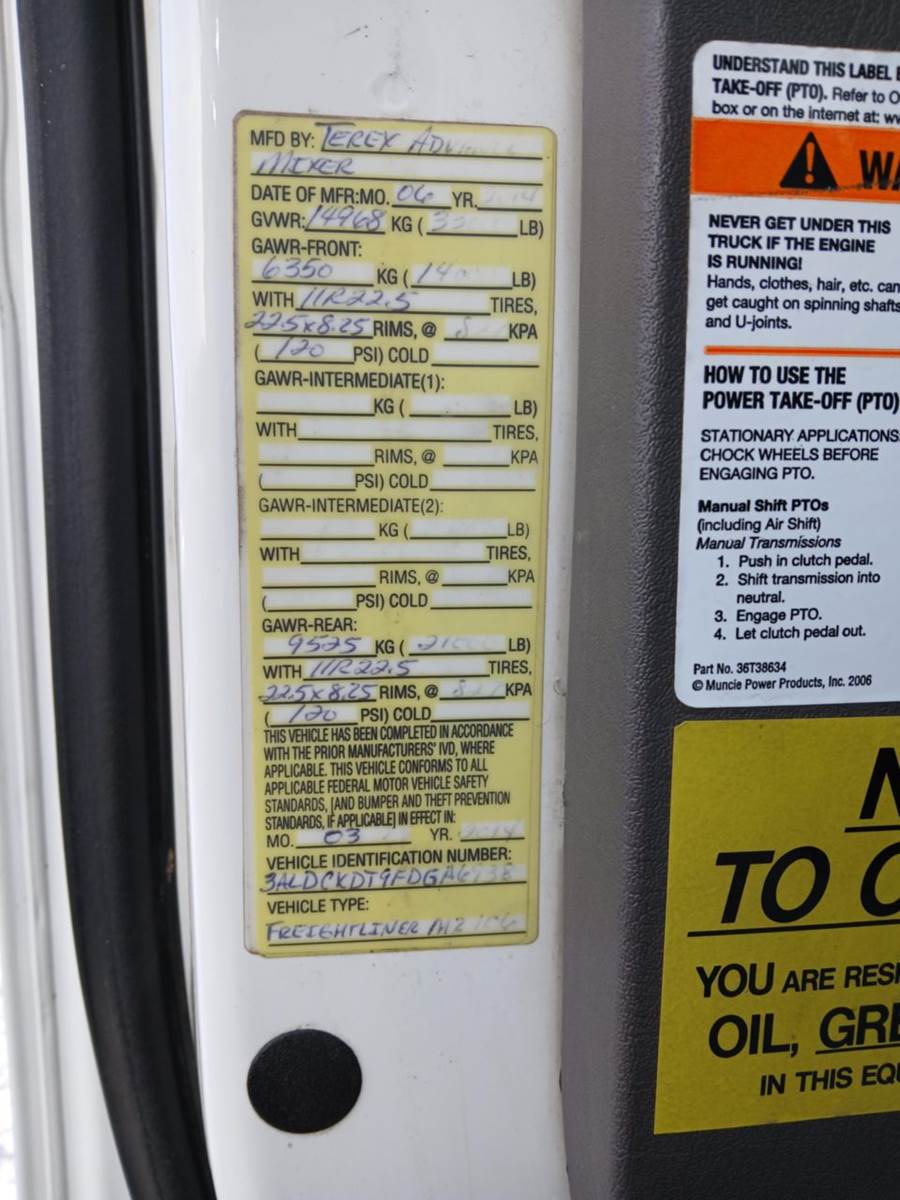 MFD BY: TEREX
MIXER
DATE OF MFR:MO. 06 YR.
GVWR: 14968 KG ( LB)
GAWR-FRONT:
6350 KG ( LB)
WITH 11R22.5 TIRES,
22.5x8.25 RIMS, @ KPA
( 120 PSI) COLD
GAWR-INTERMEDIATE(1):
KG ( LB)
WITH TIRES,
RIMS, @ KPA
( PSI) COLD
GAWR-INTERMEDIATE(2):
KG ( LB)
WITH TIRES,
RIMS, @ KPA
( PSI) COLD
GAWR-REAR:
9525 KG ( LB)
WITH 11R22.5 TIRES,
22.5x8.25 RIMS, @ KPA
( 120 PSI) COLD
THIS VEHICLE HAS BEEN COMPLETED IN ACCORDANCE
WITH THE PRIOR MANUFACTURERS' IVD, WHERE
APPLICABLE. THIS VEHICLE CONFORMS TO ALL
APPLICABLE FEDERAL MOTOR VEHICLE SAFETY
STANDARDS, [AND BUMPER AND THEFT PREVENTION
STANDARDS, IF APPLICABLE] IN EFFECT IN:
MO. 03 YR. 2014
VEHICLE IDENTIFICATION NUMBER:
VEHICLE TYPE:
FREIGHTLINER M2 106
UNDERSTAND THIS LABEL
TAKE-OFF (PTO). Refer to
box or on the internet at:
NEVER GET UNDER THIS
TRUCK IF THE ENGINE
IS RUNNING!
Hands, clothes, hair, etc. can
get caught on spinning shafts
and U-joints.
HOW TO USE THE
POWER TAKE-OFF (PTO)
STATIONARY APPLICATIONS
CHOCK WHEELS BEFORE
ENGAGING PTO.
Manual Shift PTOs
(including Air Shift)
Manual Transmissions
1. Push in clutch pedal.
2. Shift transmission into
neutral.
3. Engage PTO.
4. Let clutch pedal out.
Part No. 36T38634
© Muncie Power Products, Inc. 2006
TO
YOU ARE
OIL,
IN THIS